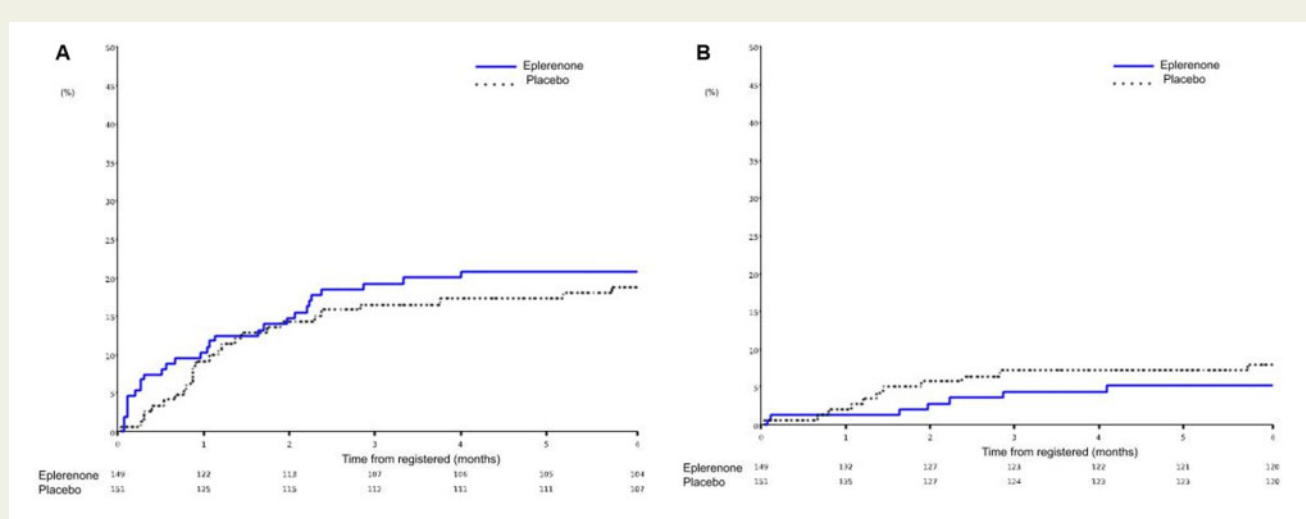 A
50
45
(%)
40
35
30
25
20
15
10
5
0
0 1 2 3 4 5 6
Eplerenone
Placebo
Time from registered (months)
Eplerenone 149 122 113 107 106 105 104
Placebo 151 125 115 112 111 111 107
B
50
45
(%)
40
35
30
25
20
15
10
5
0
0 1 2 3 4 5 6
Eplerenone
Placebo
Time from registered (months)
Eplerenone 149 132 127 123 122 121 120
Placebo 151 135 127 124 123 123 120